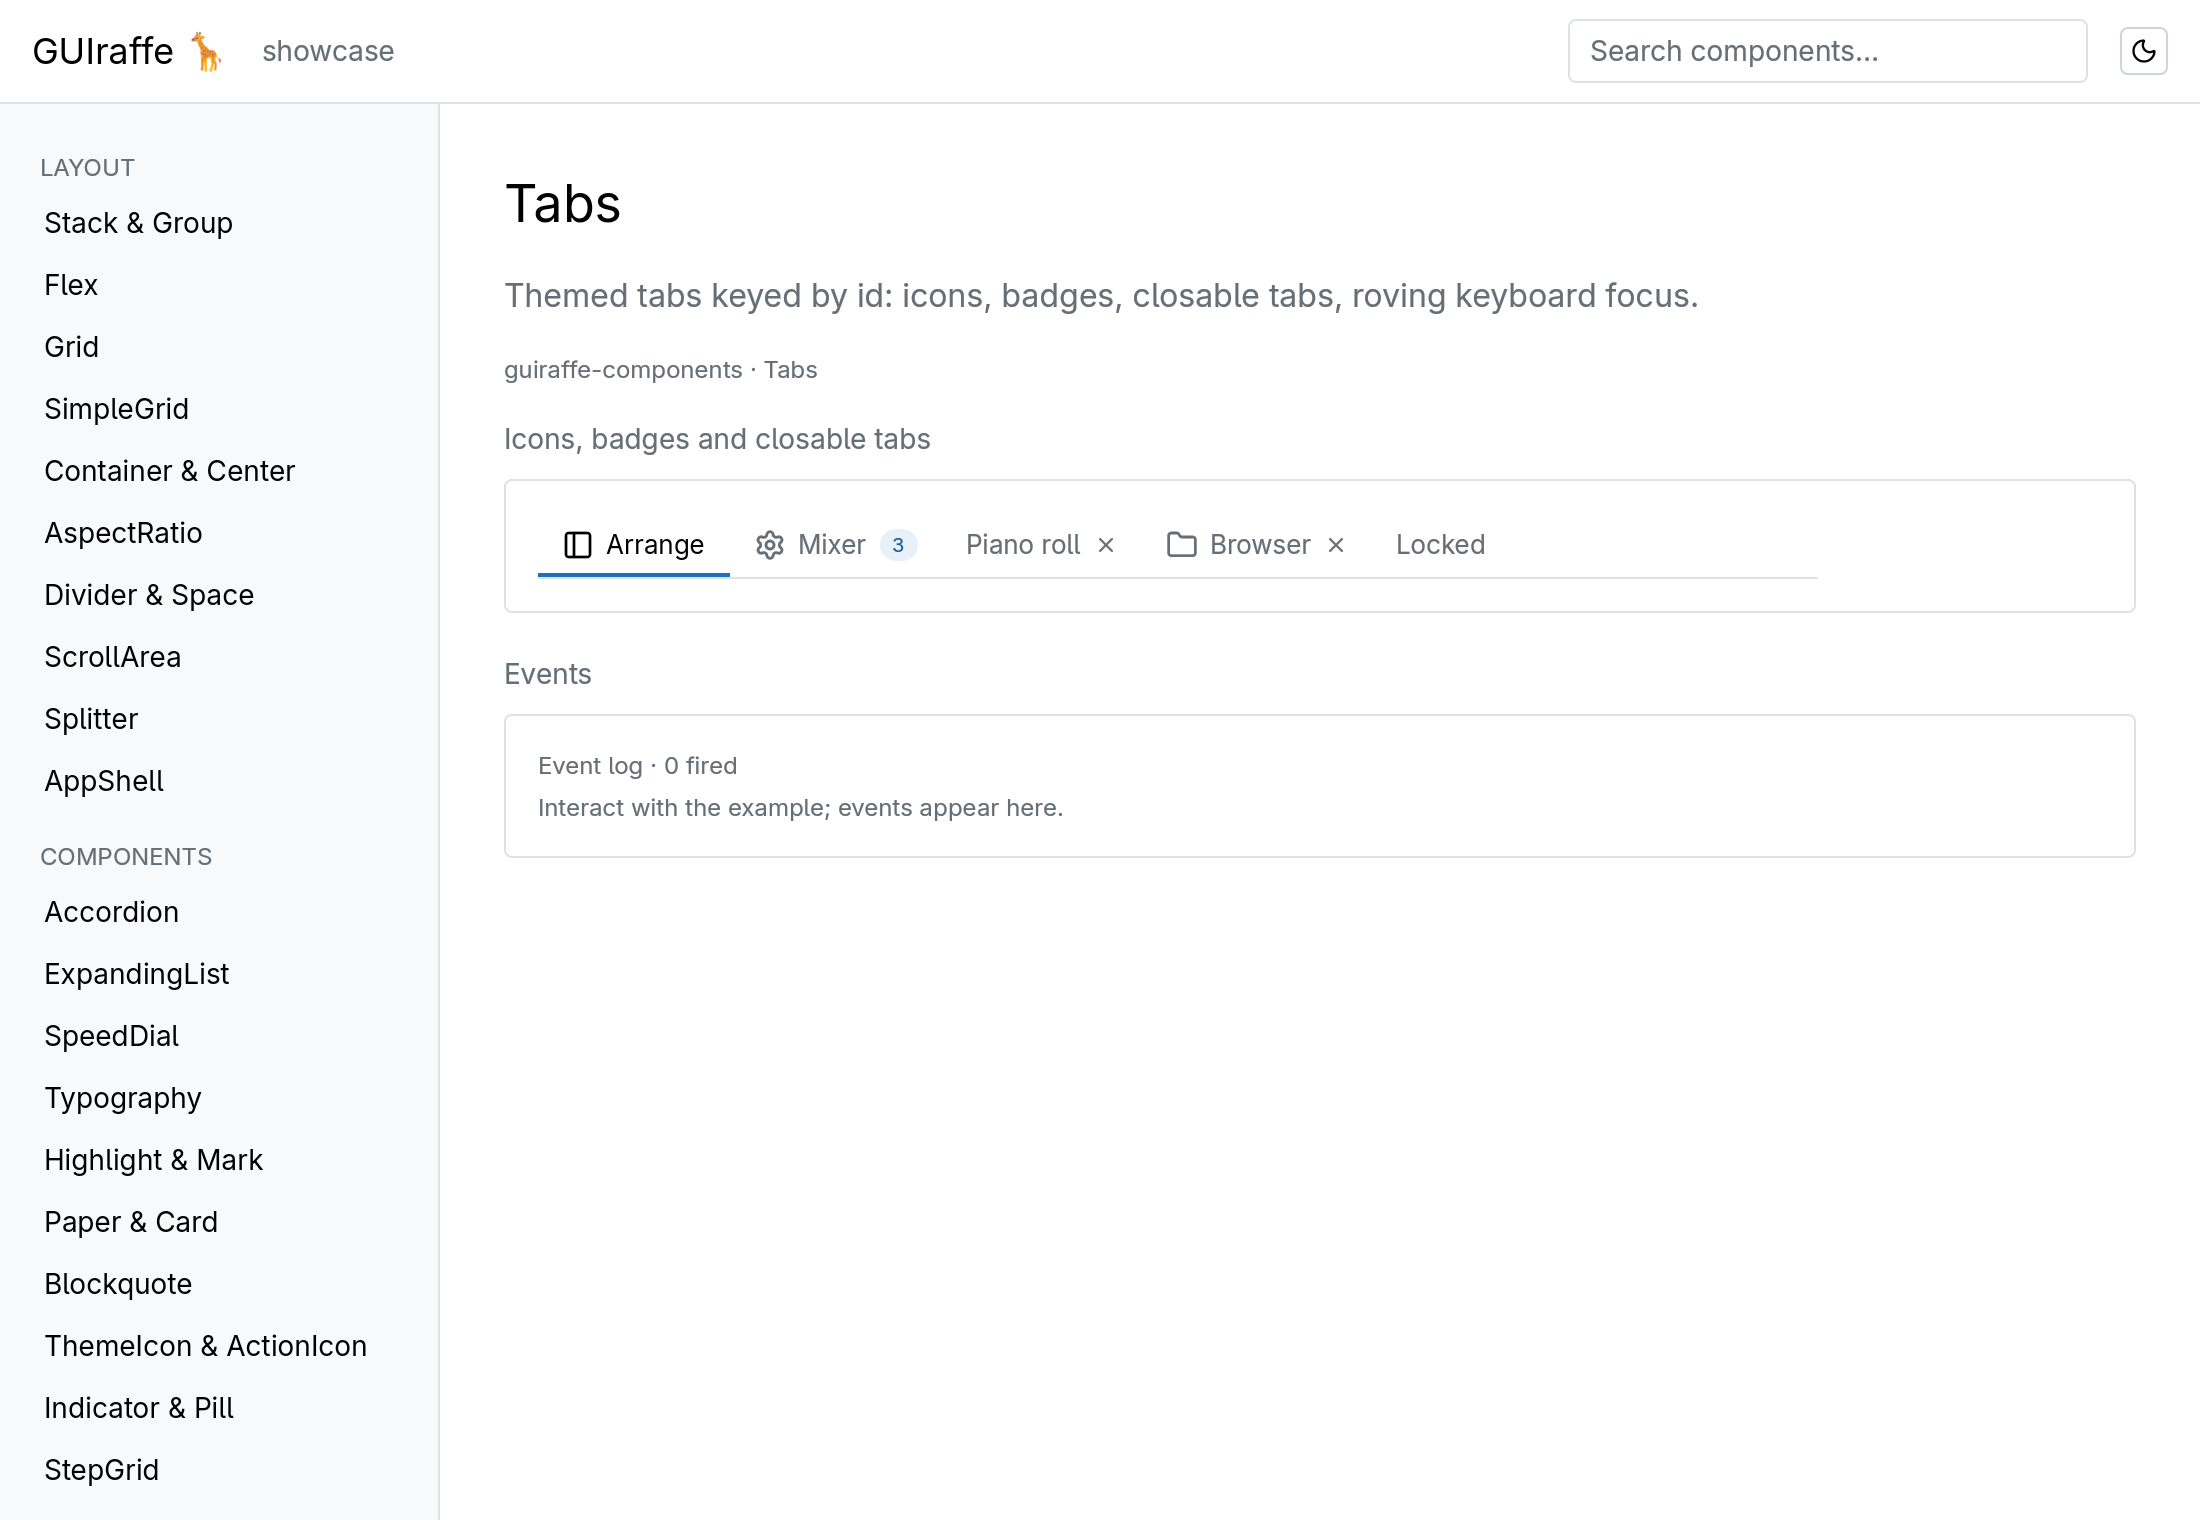 GUIraffe 🦒 showcase
Search components...
LAYOUT
Stack & Group
Flex
Grid
SimpleGrid
Container & Center
AspectRatio
Divider & Space
ScrollArea
Splitter
AppShell
COMPONENTS
Accordion
ExpandingList
SpeedDial
Typography
Highlight & Mark
Paper & Card
Blockquote
ThemeIcon & ActionIcon
Indicator & Pill
StepGrid
Tabs
Themed tabs keyed by id: icons, badges, closable tabs, roving keyboard focus.
guiraffe-components · Tabs
Icons, badges and closable tabs
Arrange Mixer 3 Piano roll × Browser × Locked
Events
Event log · 0 fired
Interact with the example; events appear here.